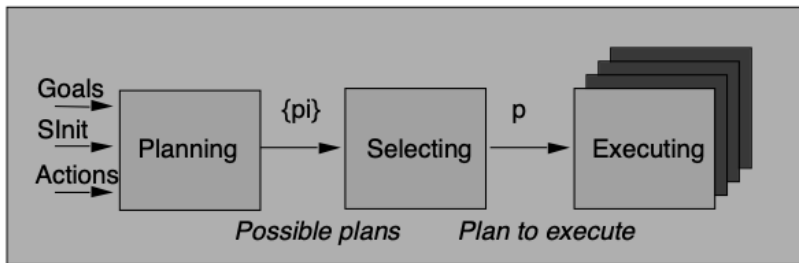 Goals
SInit
Actions
Planning
{pi}
Selecting
p
Executing
Possible plans
Plan to execute